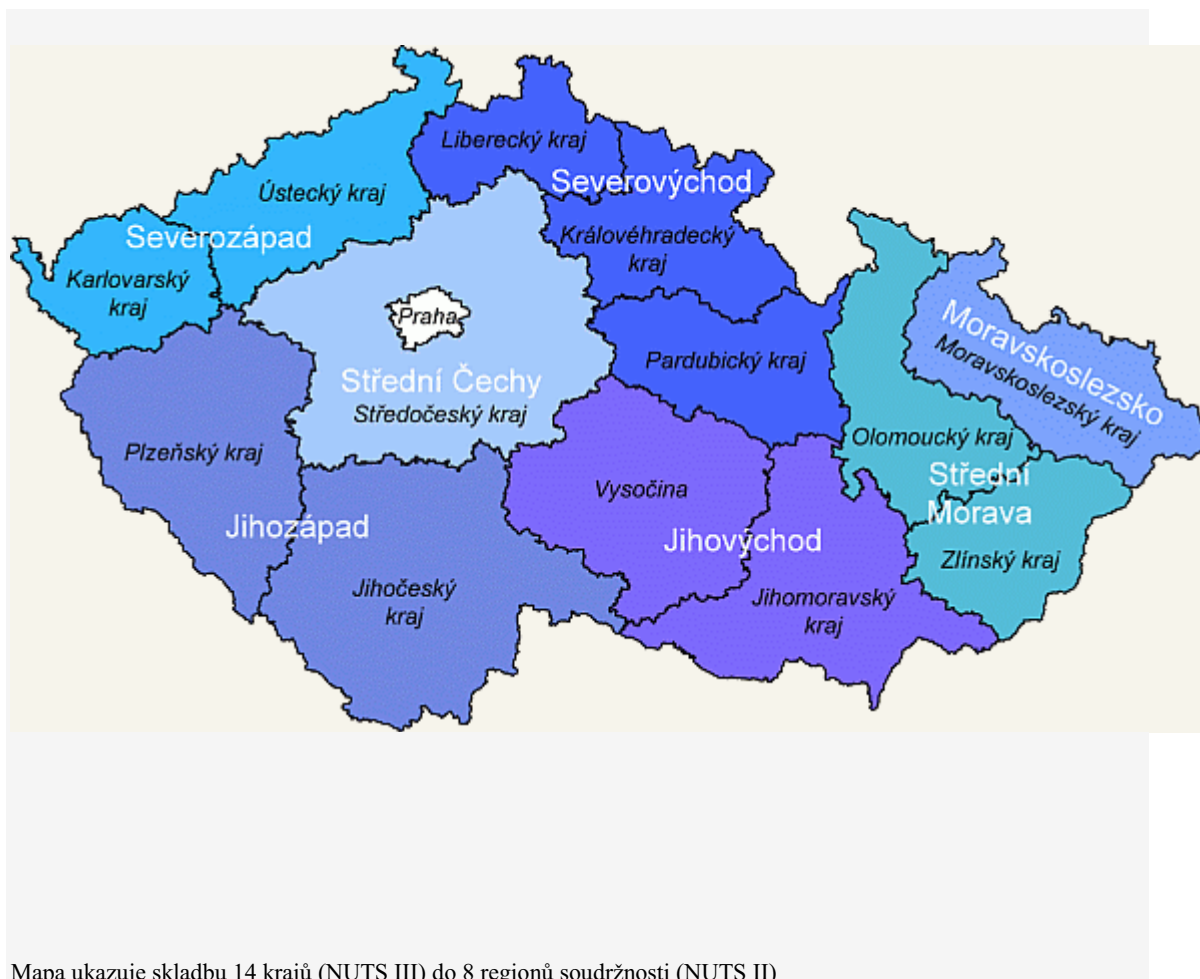 Liberecký kraj
Severovýchod
Ústecký kraj
Severozápad
Královéhradecký
kraj
Karlovarský
kraj
Praha
Moravskoslezsko
Moravskoslezský kraj
Pardubický kraj
Střední Čechy
Středočeský kraj
Plzeňský kraj
Olomoucký kraj
Střední
Morava
Vysočina
Jihozápad
Jihovýchod
Zlínský kraj
Jihočeský
kraj
Jihomoravský
kraj
Mapa ukazuje skladbu 14 krajů (NUTS III) do 8 regionů soudržnosti (NUTS II)